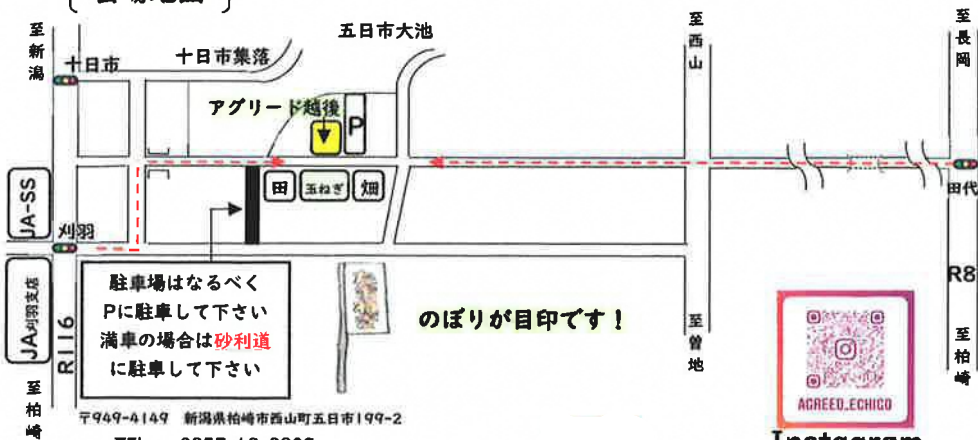 至新潟
十日市
十日市集落
五日市大池
至西山
至長岡
アグリード越後
P
田
玉ねぎ
畑
田代
JA-SS
刈羽
JA刈羽支店
R116
至柏崎
駐車場はなるべく
Pに駐車して下さい
満車の場合は砂利道
に駐車して下さい
のぼりが目印です！
至曽地
R8
至柏崎
AGREED_ECHIGO
〒949-4149 新潟県柏崎市西山町五日市199-2